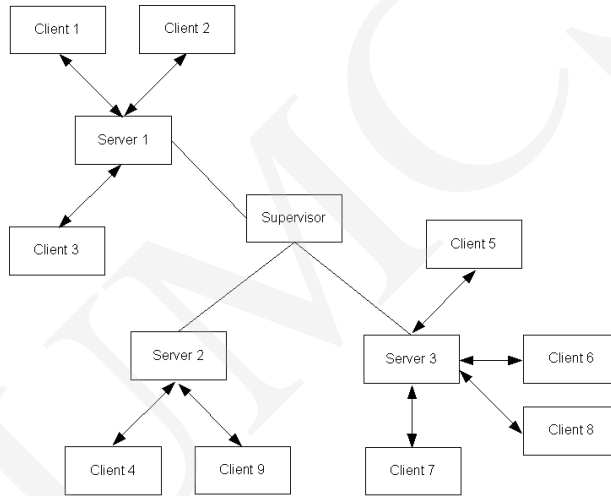 Client 1
Client 2
Server 1
Client 3
Supervisor
Client 5
Server 2
Server 3
Client 6
Client 4
Client 9
Client 7
Client 8
UMCS